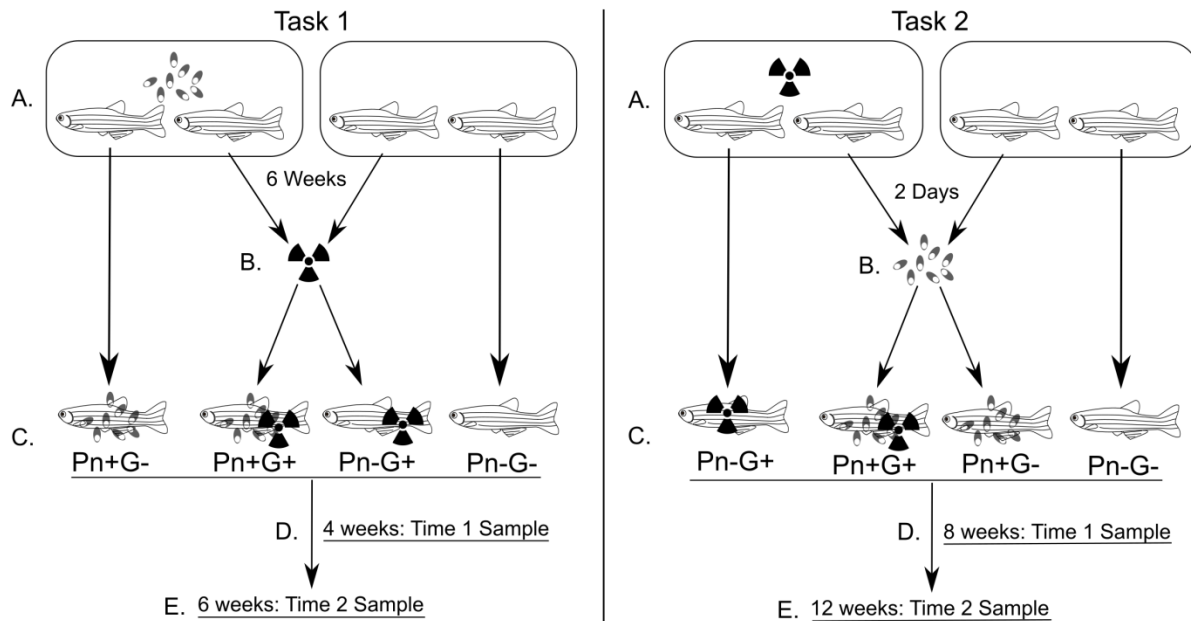 Task 1
A.
6 Weeks
B.
C.
Pn+G-
Pn+G+
Pn-G+
Pn-G-
D.
4 weeks: Time 1 Sample
E.
6 weeks: Time 2 Sample
Task 2
A.
2 Days
B.
C.
Pn-G+
Pn+G+
Pn+G-
Pn-G-
D.
8 weeks: Time 1 Sample
E.
12 weeks: Time 2 Sample